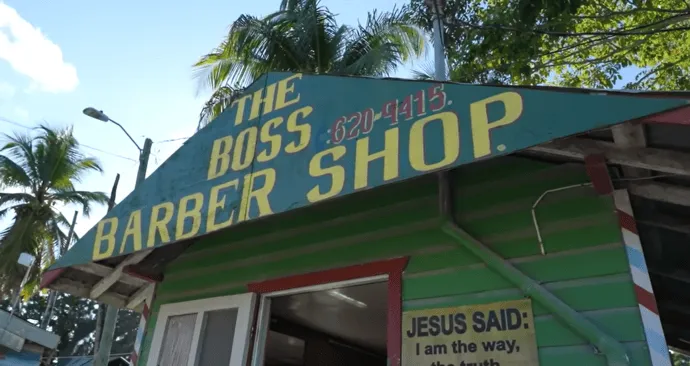 THE
BOSS 620-9415.
BARBER SHOP.
JESUS SAID:
I am the way,
the truth